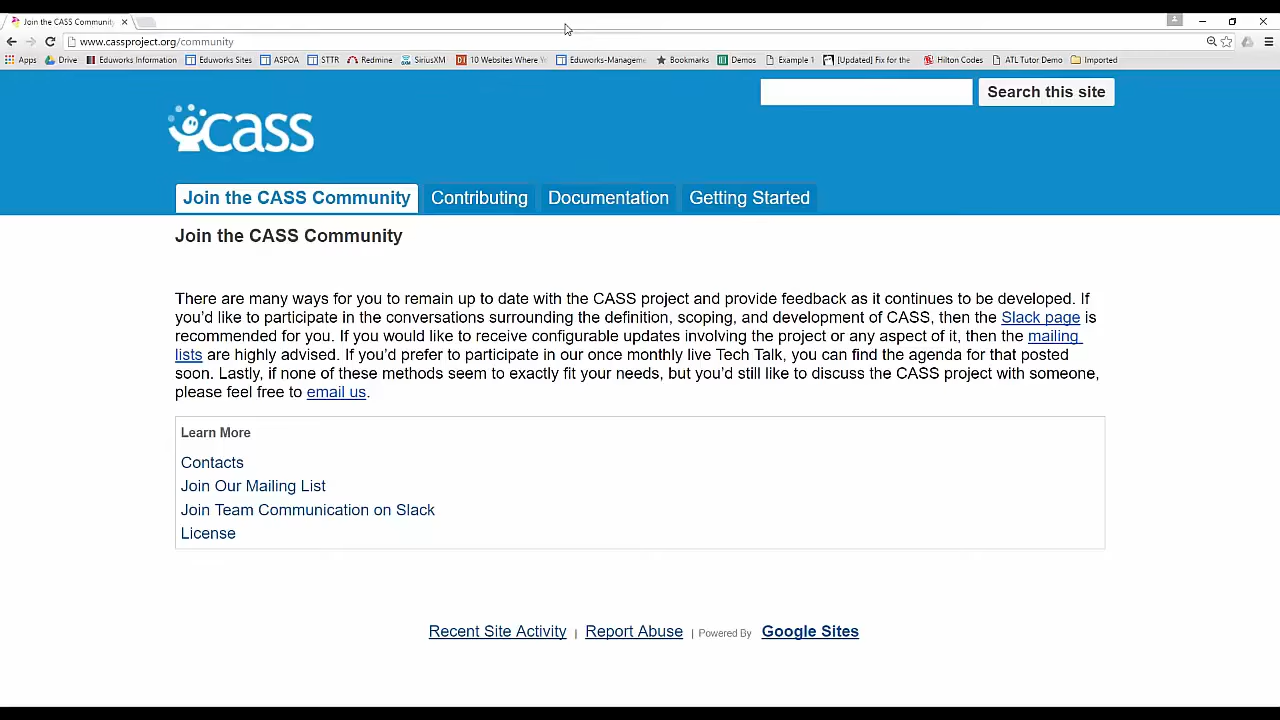 Join the CASS Community
www.cassproject.org/community
Apps Drive Eduworks Information Eduworks Sites ASPOA STTR Redmine SiriusXM 10 Websites Where Eduworks-Manageme Bookmarks Demos Example 1 [Updated] Fix for the Hilton Codes ATL Tutor Demo Imported
Search this site
cass
Join the CASS Community Contributing Documentation Getting Started
Join the CASS Community
There are many ways for you to remain up to date with the CASS project and provide feedback as it continues to be developed. If
you'd like to participate in the conversations surrounding the definition, scoping, and development of CASS, then the Slack page is
recommended for you. If you would like to receive configurable updates involving the project or any aspect of it, then the mailing
lists are highly advised. If you'd prefer to participate in our once monthly live Tech Talk, you can find the agenda for that posted
soon. Lastly, if none of these methods seem to exactly fit your needs, but you'd still like to discuss the CASS project with someone,
please feel free to email us.
Learn More
Contacts
Join Our Mailing List
Join Team Communication on Slack
License
Recent Site Activity | Report Abuse | Powered By Google Sites